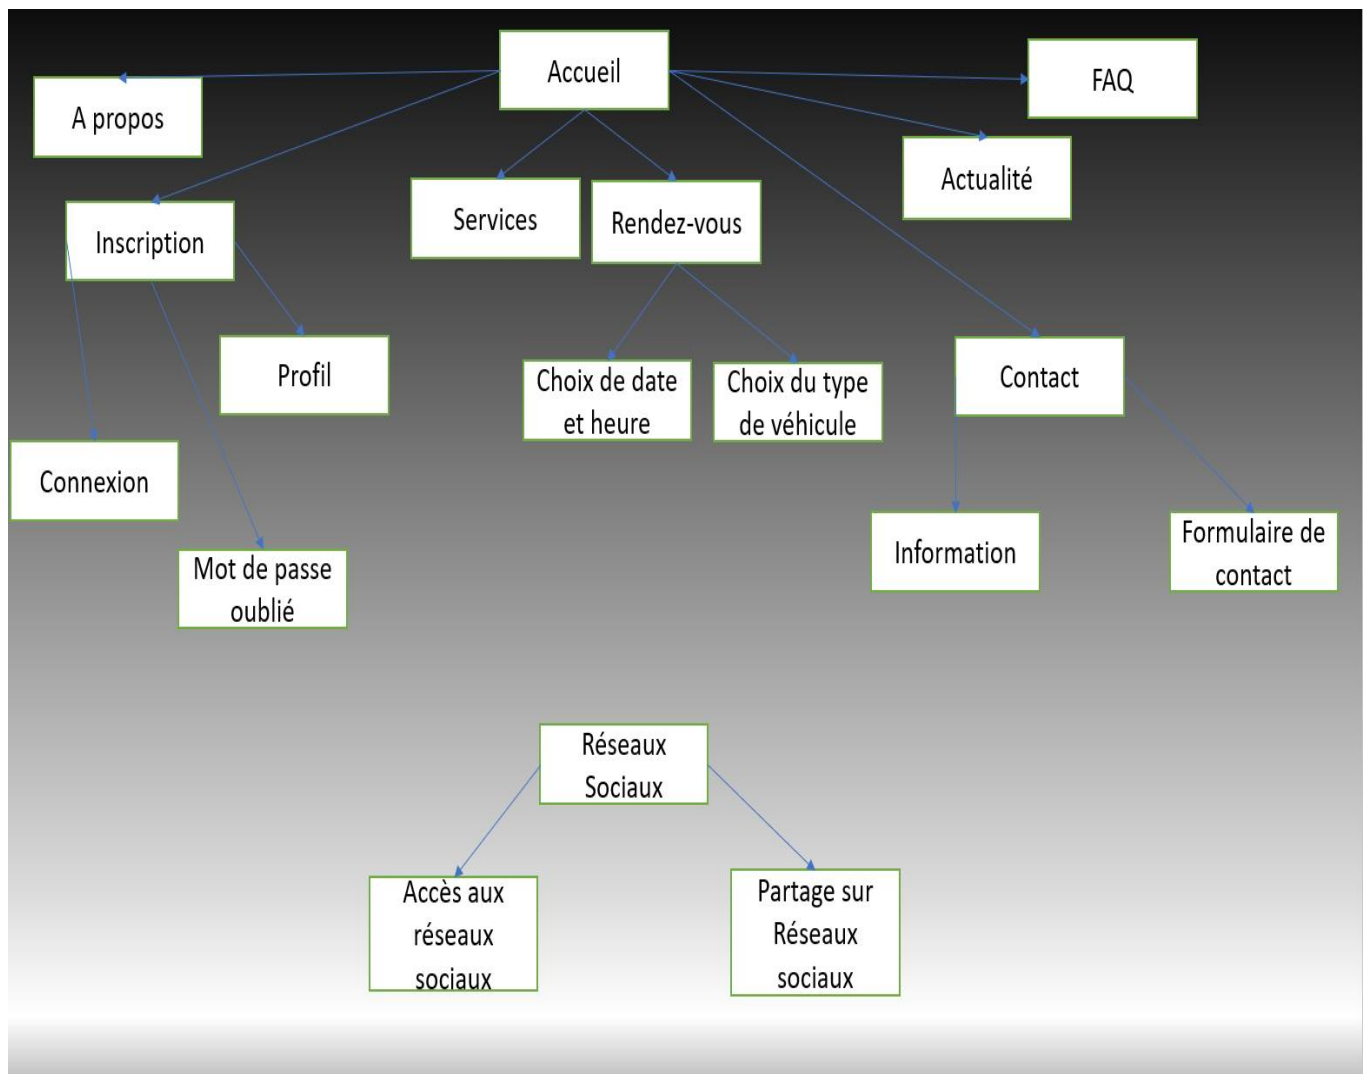 Accueil
FAQ
A propos
Actualité
Services
Rendez-vous
Inscription
Profil
Choix de date
et heure
Choix du type
de véhicule
Contact
Connexion
Mot de passe
oublié
Information
Formulaire de
contact
Réseaux
Sociaux
Accès aux
réseaux
sociaux
Partage sur
Réseaux
sociaux